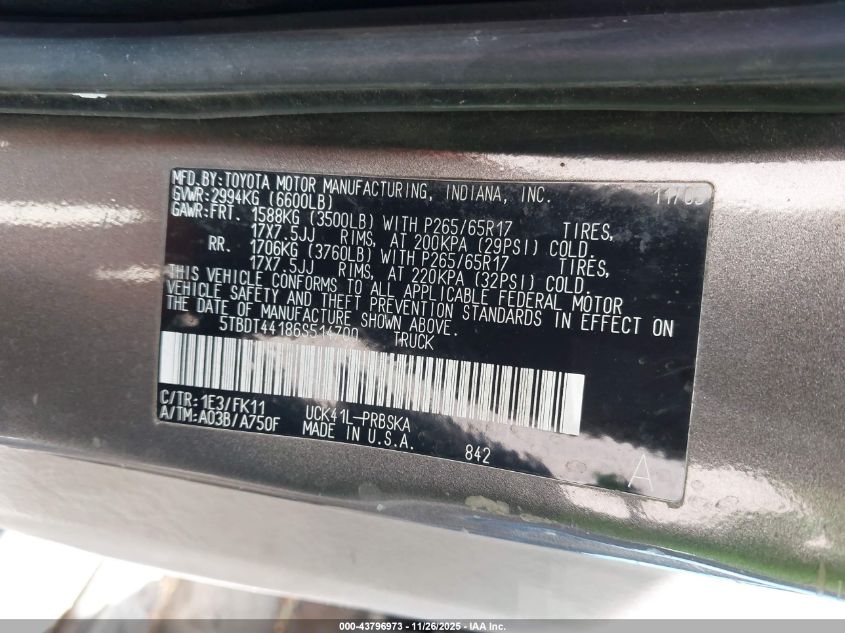 MFD.BY:TOYOTA MOTOR MANUFACTURING, INDIANA, INC. 11/05
GVWR:2994KG (6600LB)
GAWR:FRT. 1588KG (3500LB) WITH P265/65R17 TIRES,
17X7.5JJ RIMS, AT 200KPA (29PSI) COLD.
RR. 1706KG (3760LB) WITH P265/65R17 TIRES,
17X7.5JJ RIMS, AT 220KPA (32PSI) COLD.
THIS VEHICLE CONFORMS TO ALL APPLICABLE FEDERAL MOTOR
VEHICLE SAFETY AND THEFT PREVENTION STANDARDS IN EFFECT ON
THE DATE OF MANUFACTURE SHOWN ABOVE.
5TBDT44186S514700 TRUCK
C/TR:1E3/FK11 UCK41L-PRBSKA
A/TM:A03B/A750F MADE IN U.S.A.
842 A
000-43796973 - 11/26/2025 - IAA Inc.